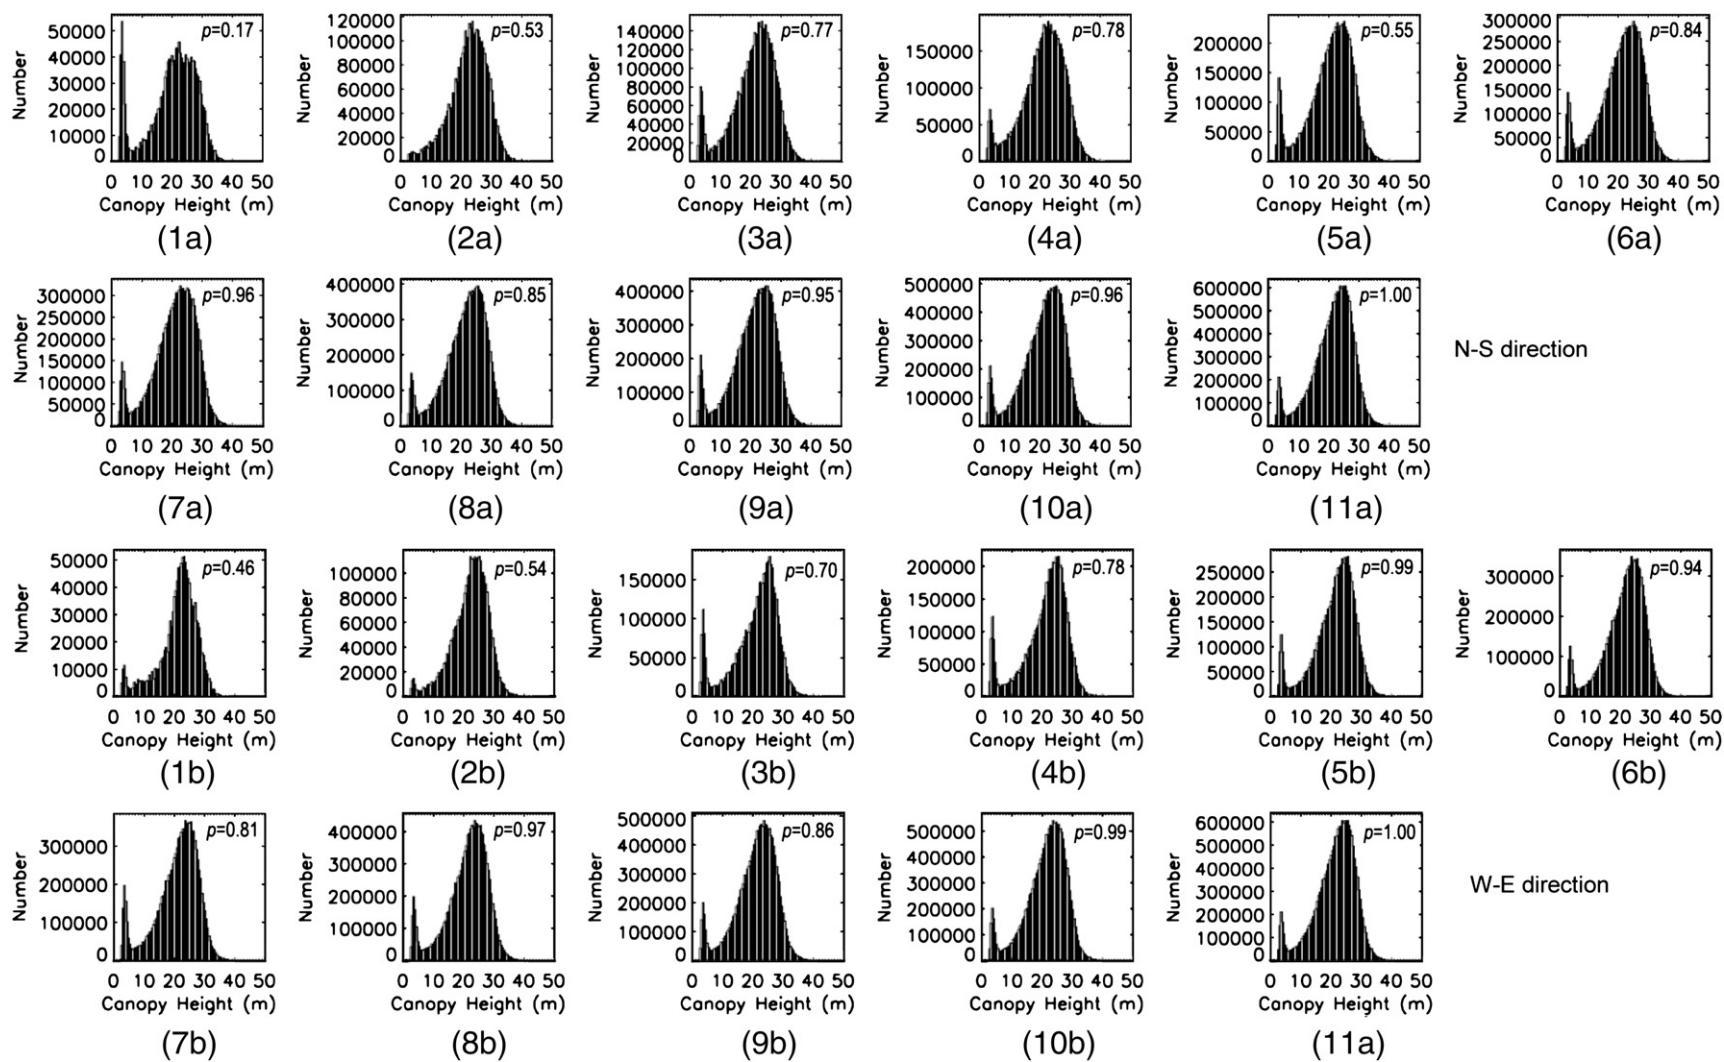 p=0.17
Number
50000
40000
30000
20000
10000
0
0 10 20 30 40 50
Canopy Height (m)
(1a)
p=0.53
Number
120000
100000
80000
60000
40000
20000
0
0 10 20 30 40 50
Canopy Height (m)
(2a)
p=0.77
Number
140000
120000
100000
80000
60000
40000
20000
0
0 10 20 30 40 50
Canopy Height (m)
(3a)
p=0.78
Number
150000
100000
50000
0
0 10 20 30 40 50
Canopy Height (m)
(4a)
p=0.55
Number
200000
150000
100000
50000
0
0 10 20 30 40 50
Canopy Height (m)
(5a)
p=0.84
Number
300000
250000
200000
150000
100000
50000
0
0 10 20 30 40 50
Canopy Height (m)
(6a)
p=0.96
Number
300000
250000
200000
150000
100000
50000
0
0 10 20 30 40 50
Canopy Height (m)
(7a)
p=0.85
Number
400000
300000
200000
100000
0
0 10 20 30 40 50
Canopy Height (m)
(8a)
p=0.95
Number
400000
300000
200000
100000
0
0 10 20 30 40 50
Canopy Height (m)
(9a)
p=0.96
Number
500000
400000
300000
200000
100000
0
0 10 20 30 40 50
Canopy Height (m)
(10a)
p=1.00
Number
600000
500000
400000
300000
200000
100000
0
0 10 20 30 40 50
Canopy Height (m)
(11a)
N-S direction
p=0.46
Number
50000
40000
30000
20000
10000
0
0 10 20 30 40 50
Canopy Height (m)
(1b)
p=0.54
Number
100000
80000
60000
40000
20000
0
0 10 20 30 40 50
Canopy Height (m)
(2b)
p=0.70
Number
150000
100000
50000
0
0 10 20 30 40 50
Canopy Height (m)
(3b)
p=0.78
Number
200000
150000
100000
50000
0
0 10 20 30 40 50
Canopy Height (m)
(4b)
p=0.99
Number
250000
200000
150000
100000
50000
0
0 10 20 30 40 50
Canopy Height (m)
(5b)
p=0.94
Number
300000
200000
100000
0
0 10 20 30 40 50
Canopy Height (m)
(6b)
p=0.81
Number
300000
200000
100000
0
0 10 20 30 40 50
Canopy Height (m)
(7b)
p=0.97
Number
400000
300000
200000
100000
0
0 10 20 30 40 50
Canopy Height (m)
(8b)
p=0.86
Number
500000
400000
300000
200000
100000
0
0 10 20 30 40 50
Canopy Height (m)
(9b)
p=0.99
Number
500000
400000
300000
200000
100000
0
0 10 20 30 40 50
Canopy Height (m)
(10b)
p=1.00
Number
600000
500000
400000
300000
200000
100000
0
0 10 20 30 40 50
Canopy Height (m)
(11a)
W-E direction